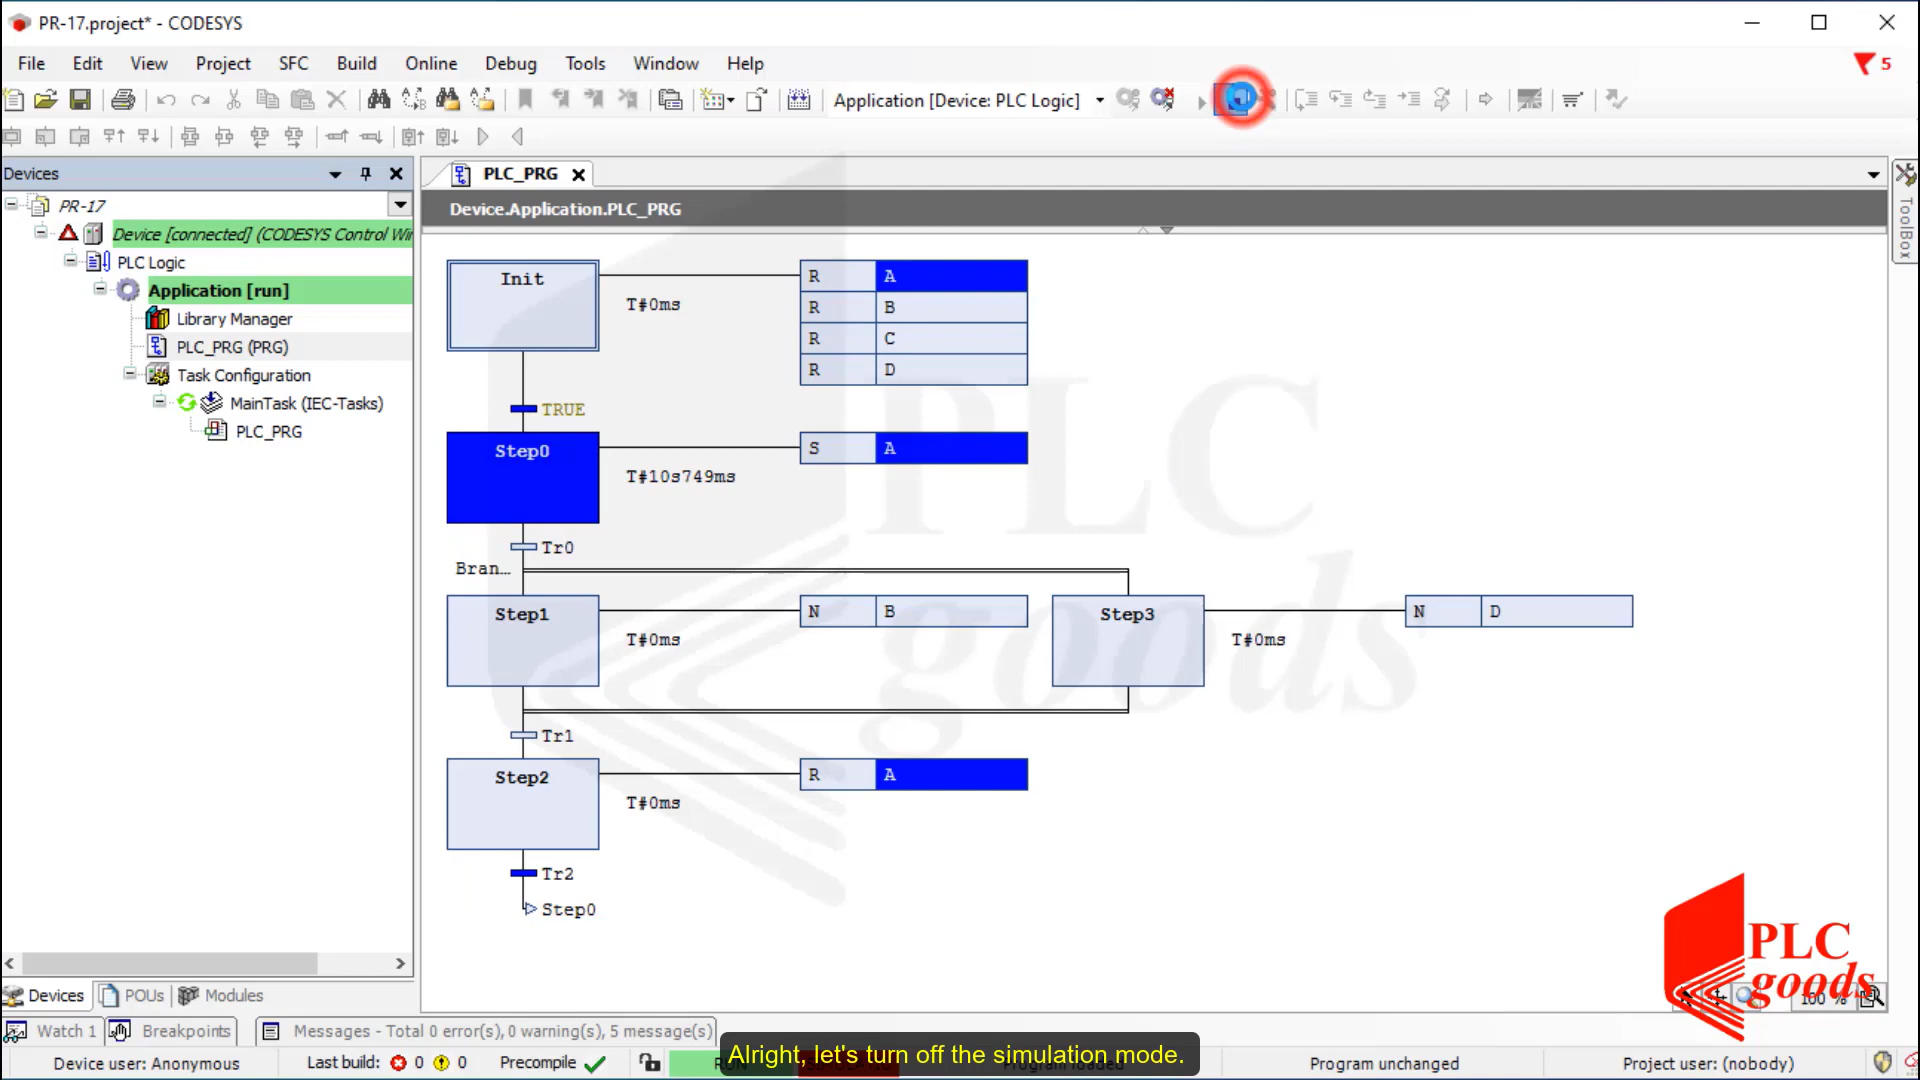 PR-17.project* - CODESYS
File Edit View Project SFC Build Online Debug Tools Window Help
5
Application [Device: PLC Logic]
Devices
PLC_PRG
ToolBox
PR-17
Device.Application.PLC_PRG
Device [connected] (CODESYS Control Wir
PLC Logic
Application [run]
Library Manager
PLC_PRG (PRG)
Task Configuration
MainTask (IEC-Tasks)
PLC_PRG
Init
T#0ms
R A
R B
R C
R D
TRUE
Step0
T#10s749ms
S A
Tr0
Bran...
Step1
T#0ms
N B
Step3
T#0ms
N D
Tr1
Step2
T#0ms
R A
Tr2
Step0
PLC
goods
PLC
goods
100 %
Devices POUs Modules
Watch 1 Breakpoints Messages - Total 0 error(s), 0 warning(s), 5 message(s)
Alright, let's turn off the simulation mode.
Device user: Anonymous Last build: 0 0 Precompile Program unchanged Project user: (nobody)